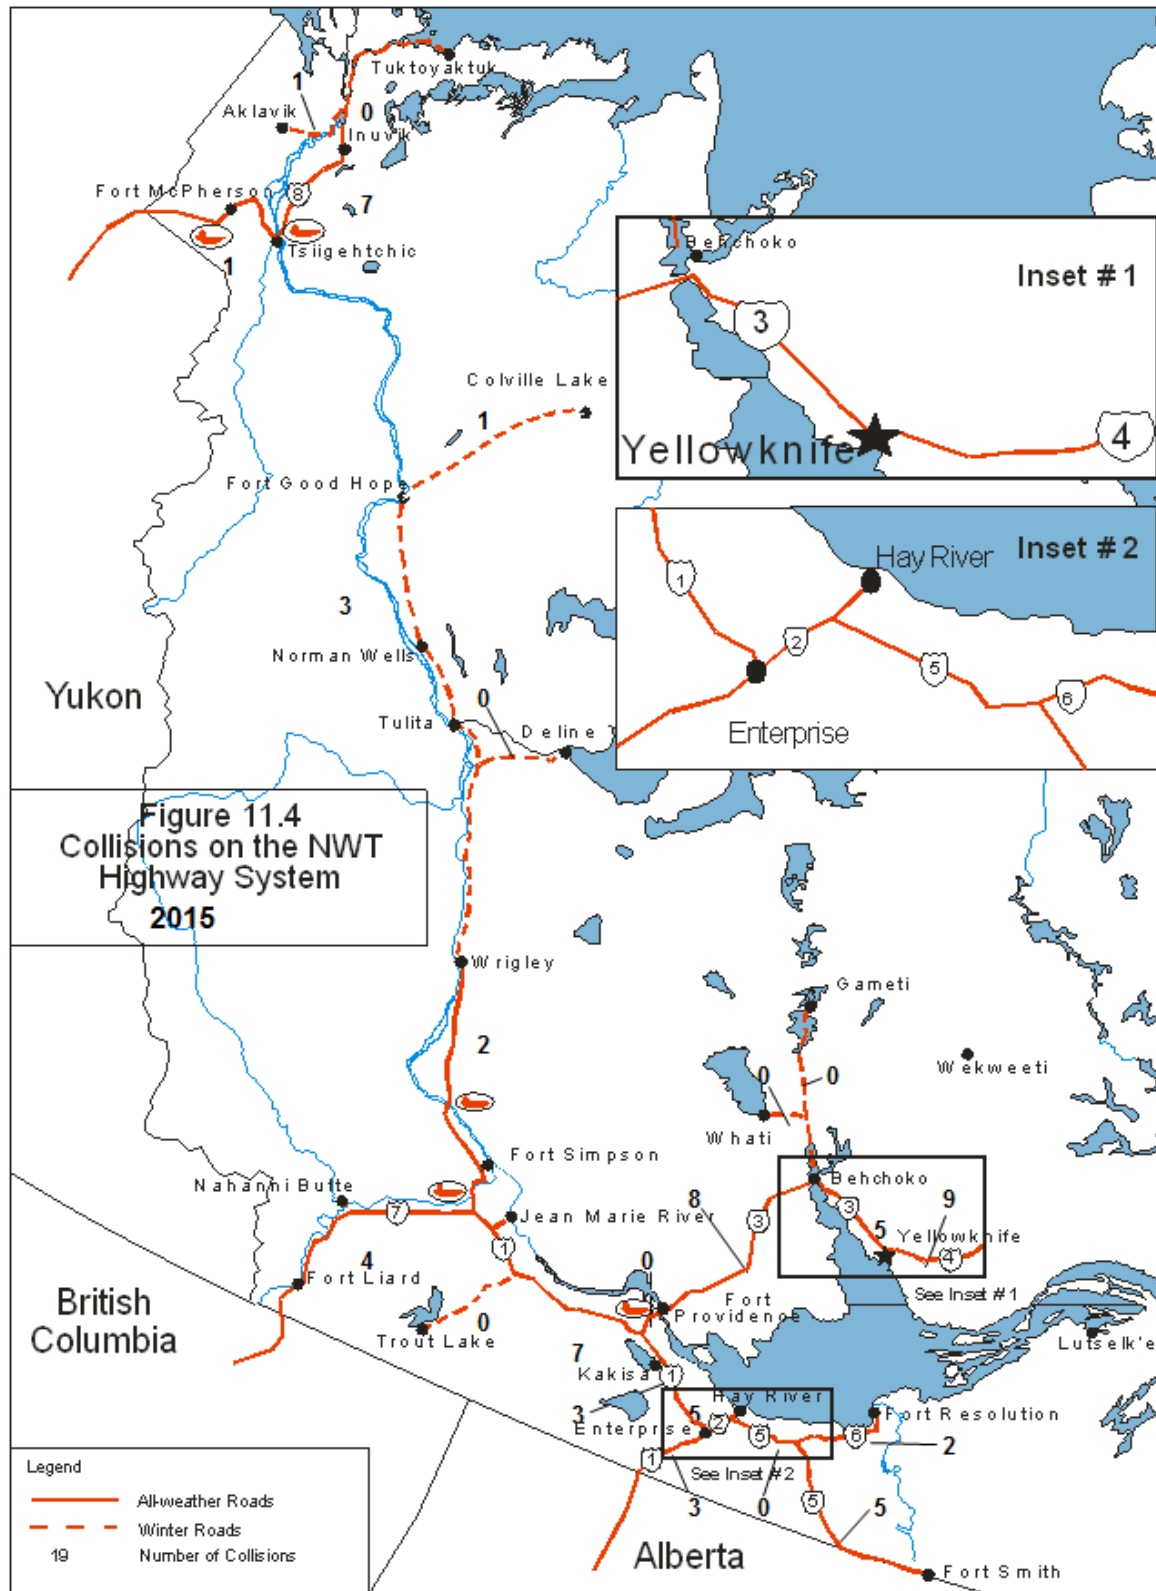 Tuktoyaktuk
1
Aklavik
0
Inuvik
Fort McPherson
8
7
Tsiigehtchic
1
Behchoko
Inset # 1
3
Yellowknife
4
Colville Lake
1
Fort Good Hope
Inset # 2
Hay River
1
2
5
6
Enterprise
3
Norman Wells
0
Yukon
Tulita
Deline
Figure 11.4
Collisions on the NWT
Highway System
2015
Wrigley
Gameti
2
Wekweeti
0
0
Whati
Fort Simpson
Behchoko
Nahanni Butte
8
9
3
7
Jean Marie River
3
5
Yellowknife
1
4
4
0
Fort Liard
See Inset #1
British
Columbia
Fort
Providence
0
Trout Lake
Lutselk'e
7
Kakisa
1
3
5
Hay River
2
Enterprise
Fort Resolution
5
6
2
1
See Inset #2
3
0
5
5
Alberta
Fort Smith
Legend
All-weather Roads
Winter Roads
19
Number of Collisions